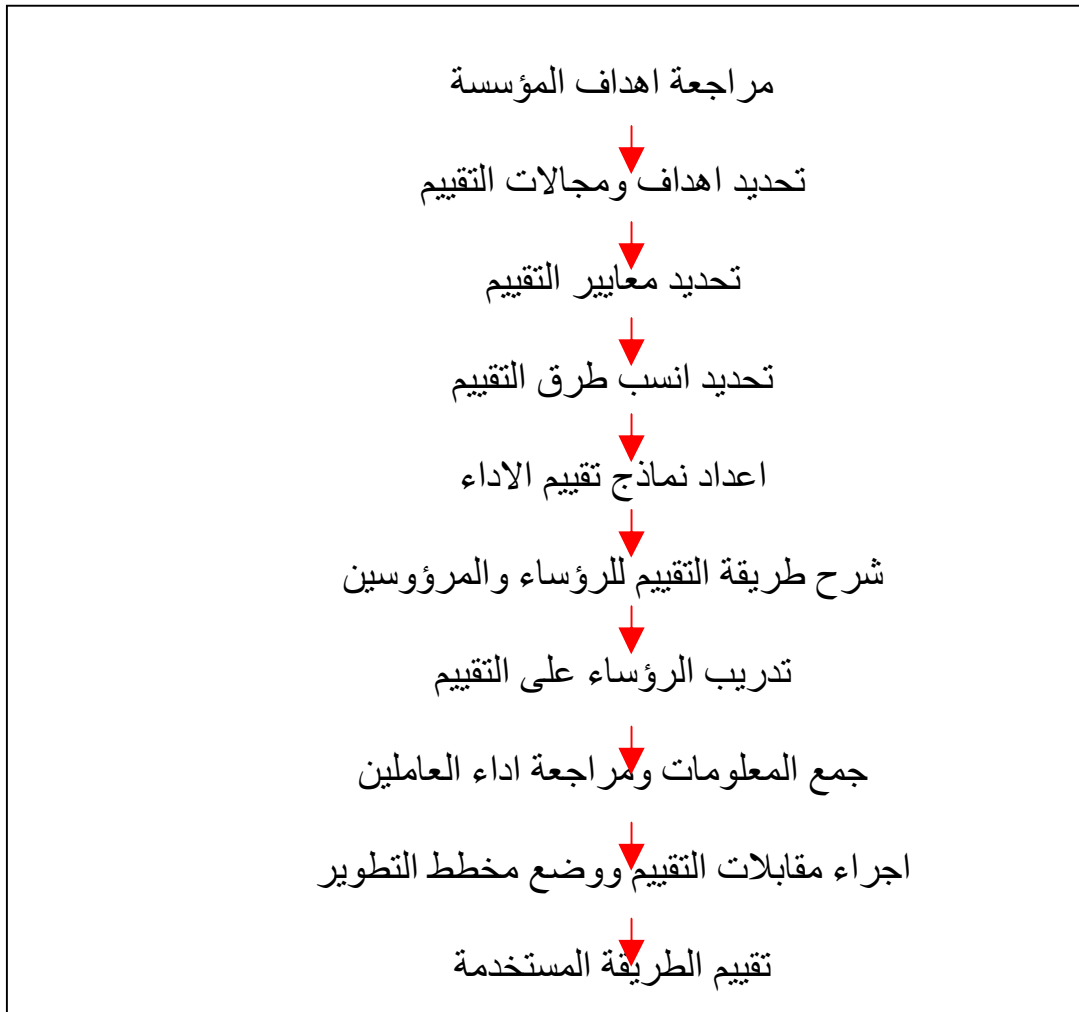 مراجعة اهداف المؤسسة
تحديد اهداف ومجالات التقييم
تحديد معايير التقييم
تحديد انسب طرق التقييم
اعداد نماذج تقييم الاداء
شرح طريقة التقييم للرؤساء والمرؤوسين
تدريب الرؤساء على التقييم
جمع المعلومات ومراجعة اداء العاملين
اجراء مقابلات التقييم ووضع مخطط التطوير
تقييم الطريقة المستخدمة